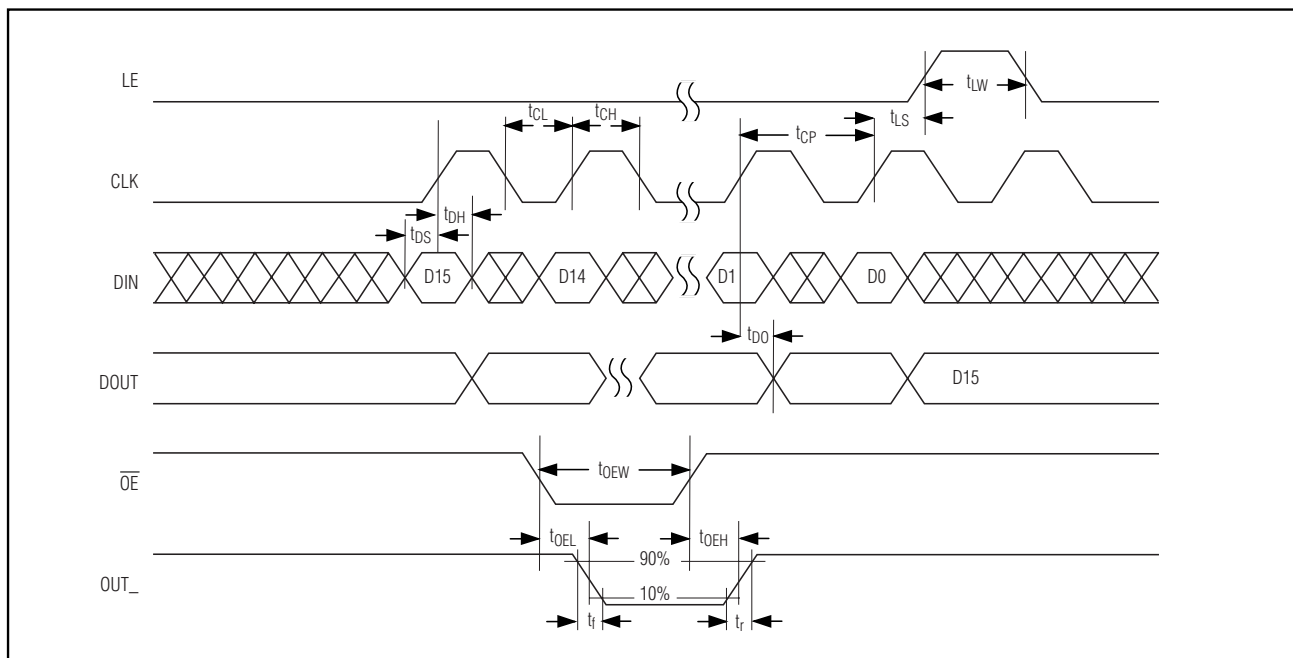 LE
tLW
tCL
tCH
tCP
tLS
CLK
tDH
tDS
DIN
D15
D14
D1
D0
tDO
DOUT
D15
OE
tOEW
tOEL
tOEH
90%
OUT_
10%
tf
tr